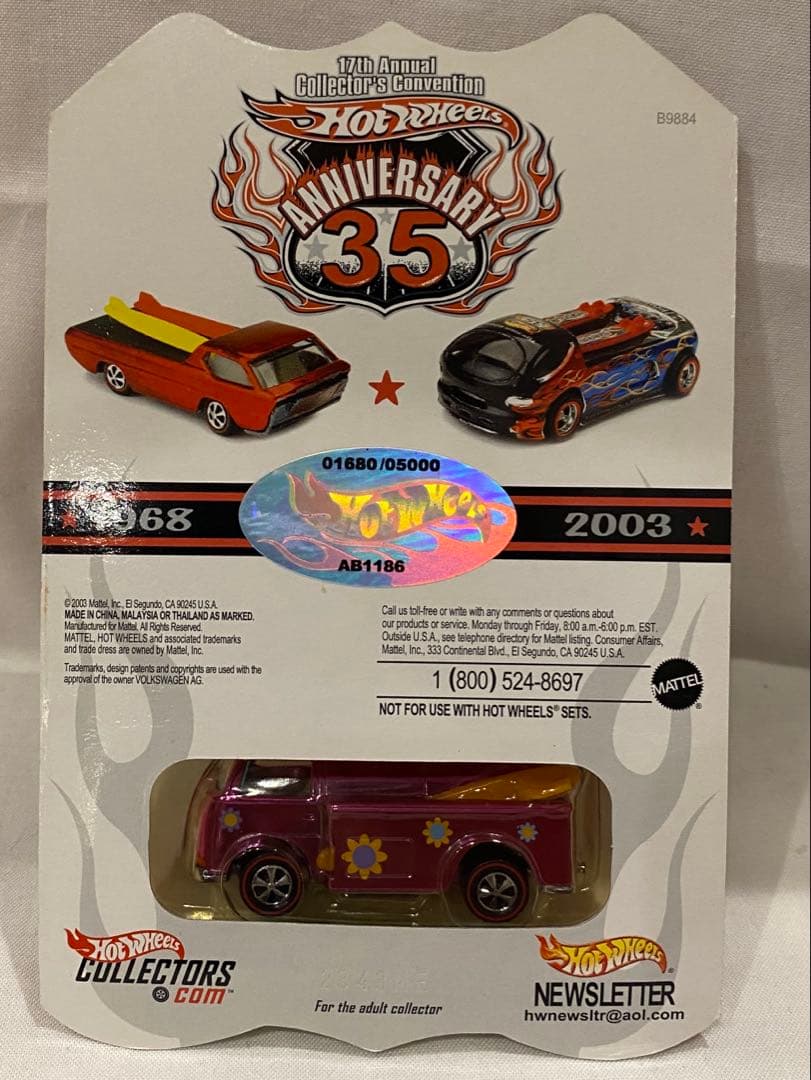 17th Annual
Collector's Convention
Hot Wheels
B9884
ANNIVERSARY
35
01680/05000
Hot Wheels
1968
2003
AB1186
© 2003 Mattel, Inc., El Segundo, CA 90245 U.S.A.
MADE IN CHINA, MALAYSIA OR THAILAND AS MARKED.
Manufactured for Mattel. All Rights Reserved.
MATTEL, HOT WHEELS and associated trademarks
and trade dress are owned by Mattel, Inc.
Trademarks, design patents and copyrights are used with the
approval of the owner VOLKSWAGEN AG.
Call us toll-free or write with any comments or questions about
our products or service. Monday through Friday, 8:00 a.m.-6:00 p.m. EST.
Outside U.S.A., see telephone directory for Mattel listing. Consumer Affairs,
Mattel, Inc., 333 Continental Blvd., El Segundo, CA 90245 U.S.A.
1 (800) 524-8697
MATTEL®
NOT FOR USE WITH HOT WHEELS® SETS.
Hot Wheels
COLLECTORS
.COM™
For the adult collector
Hot Wheels®
NEWSLETTER
hwnewsltr@aol.com